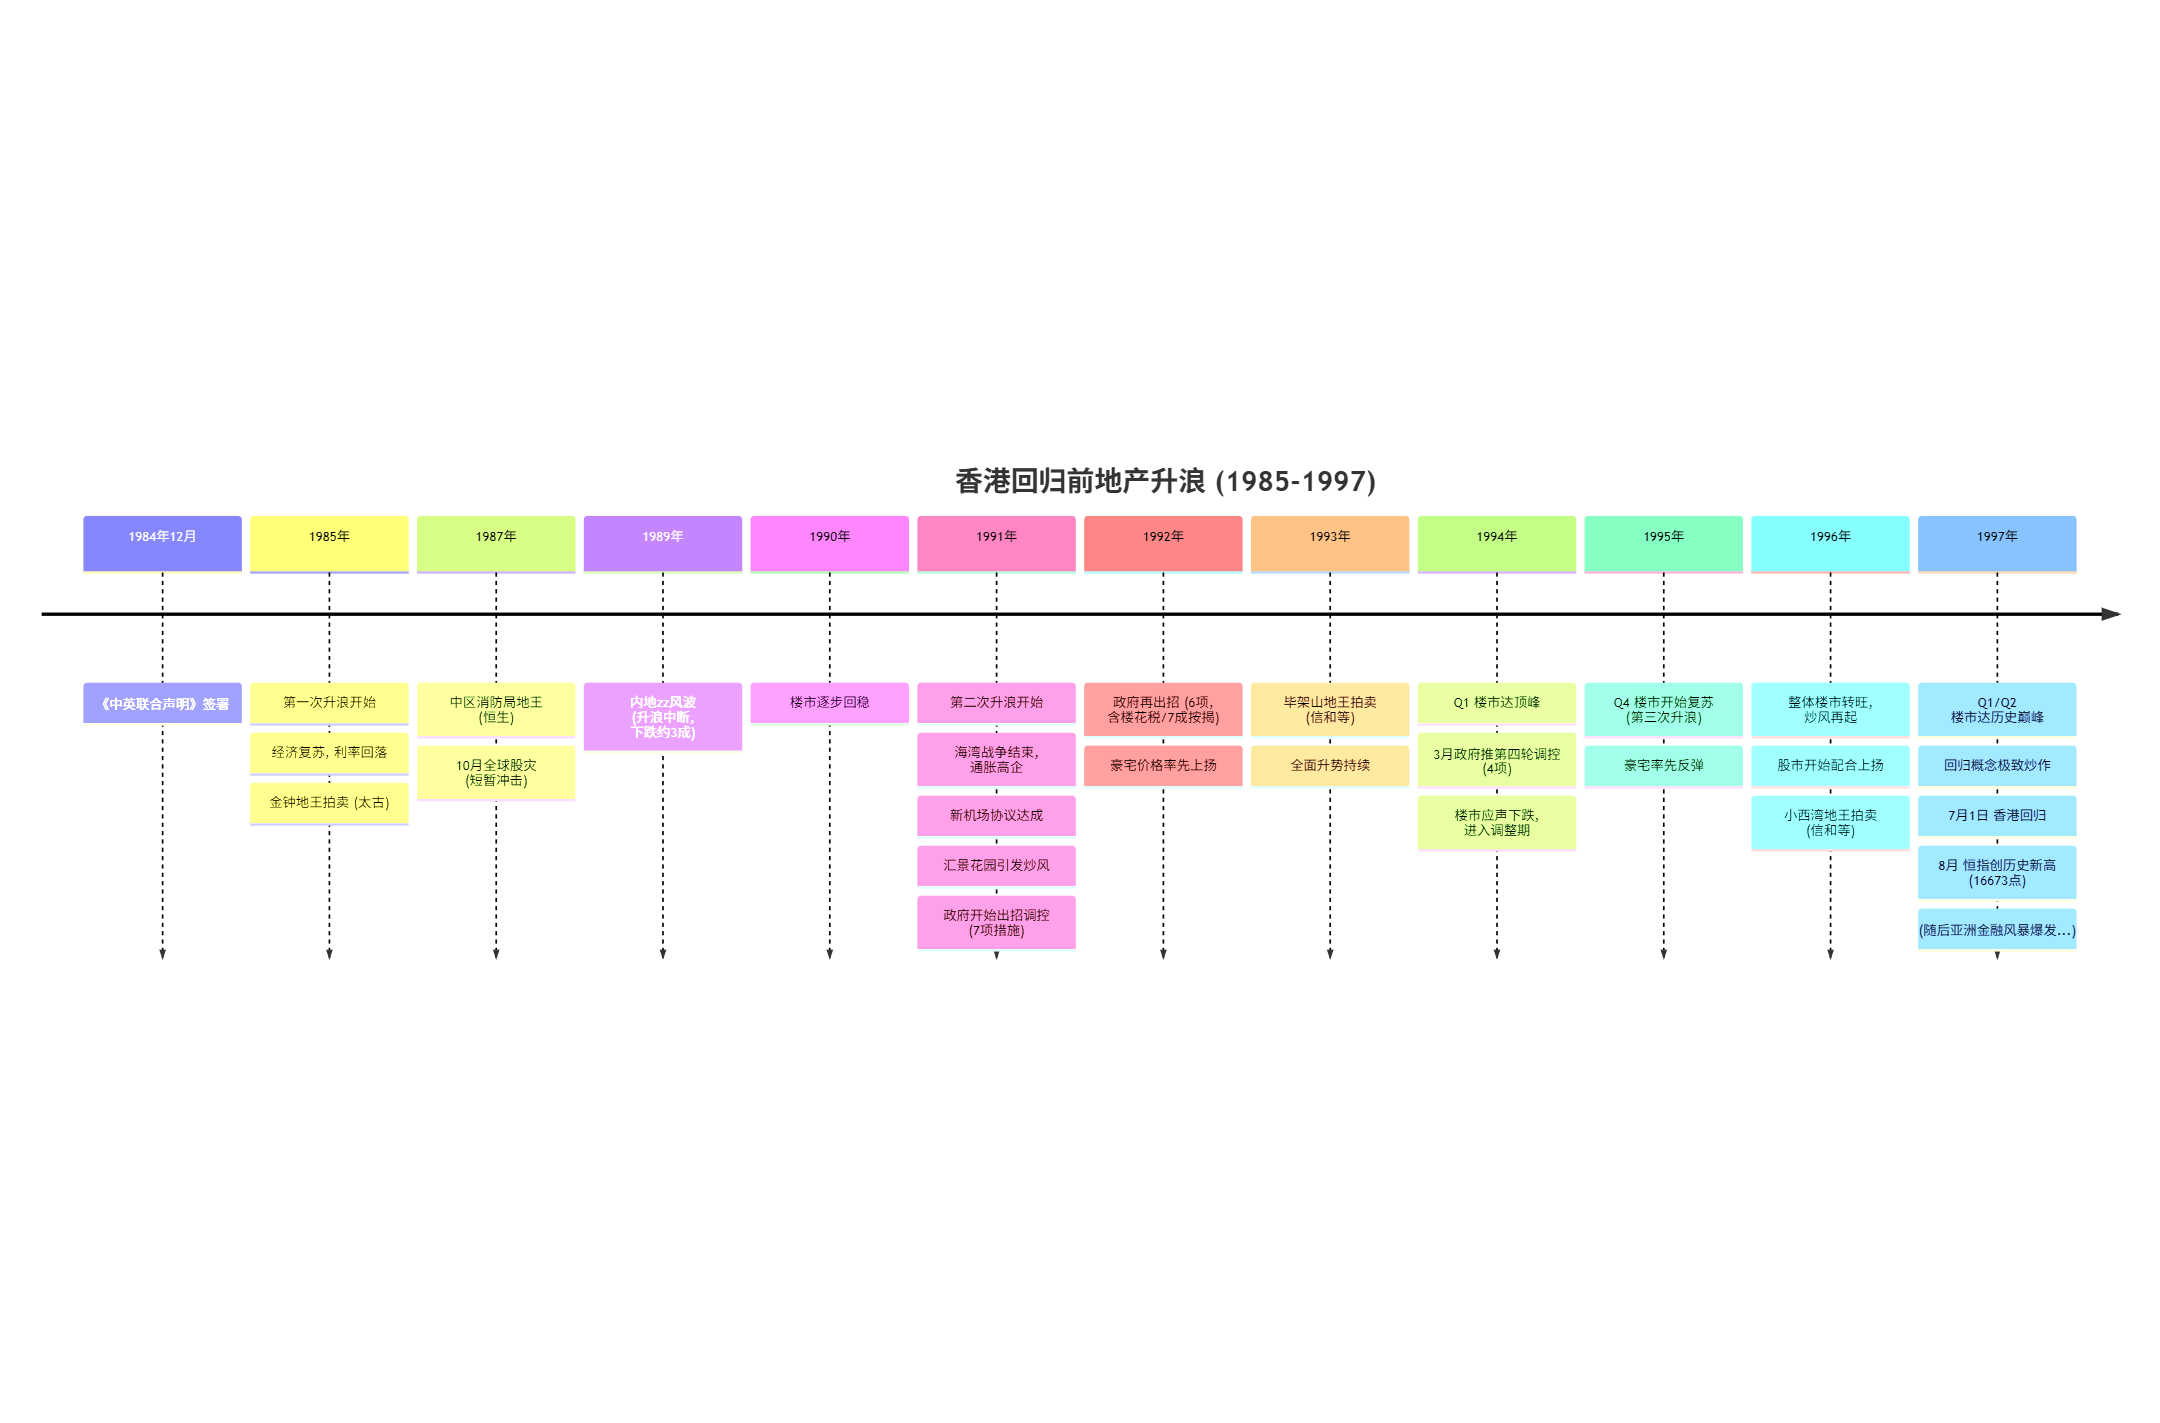 香港回归前地产升浪 (1985-1997)
1984年12月
《中英联合声明》签署
1985年
第一次升浪开始
经济复苏, 利率回落
金钟地王拍卖 (太古)
1987年
中区消防局地王
(恒生)
10月全球股灾
(短暂冲击)
1989年
内地zz风波
(升浪中断,
下跌约3成)
1990年
楼市逐步回稳
1991年
第二次升浪开始
海湾战争结束,
通胀高企
新机场协议达成
汇景花园引发炒风
政府开始出招调控
(7项措施)
1992年
政府再出招 (6项,
含楼花税/7成按揭)
豪宅价格率先上扬
1993年
毕架山地王拍卖
(信和等)
全面升势持续
1994年
Q1 楼市达顶峰
3月政府推第四轮调控
(4项)
楼市应声下跌,
进入调整期
1995年
Q4 楼市开始复苏
(第三次升浪)
豪宅率先反弹
1996年
整体楼市转旺,
炒风再起
股市开始配合上扬
小西湾地王拍卖
(信和等)
1997年
Q1/Q2
楼市达历史巅峰
回归概念极致炒作
7月1日 香港回归
8月 恒指创历史新高
(16673点)
(随后亚洲金融风暴爆发...)